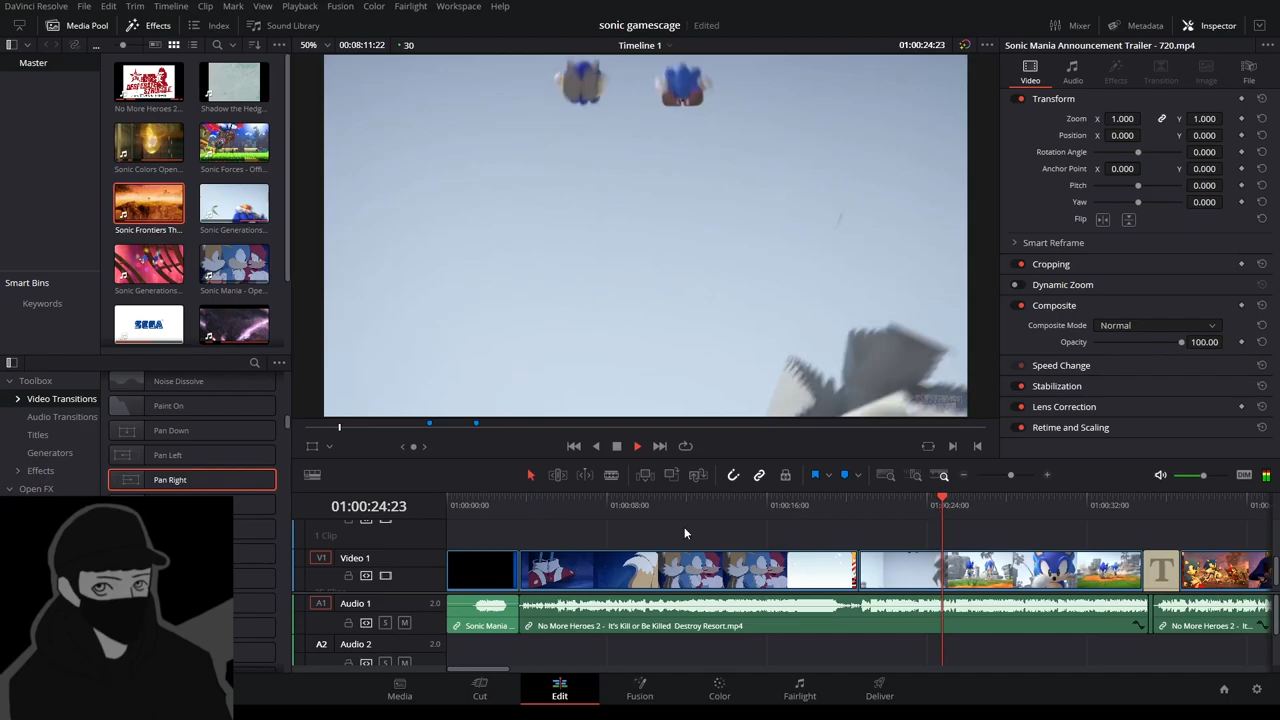 DaVinci Resolve File Edit Trim Timeline Clip Mark View Playback Fusion Color Fairlight Workspace Help
Media Pool Effects Index Sound Library sonic gamescage Edited Mixer Metadata Inspector
... 50% 00:08:11:22 30 Timeline 1 01:00:24:23 Sonic Mania Announcement Trailer - 720.mp4
Master
Video Audio Effects Transition Image File
No More Heroes 2... Shadow the Hedg...
Transform
Zoom X 1.000 Y 1.000
Position X 0.000 Y 0.000
Rotation Angle 0.000
Anchor Point X 0.000 Y 0.000
Pitch 0.000
Yaw 0.000
Flip
Sonic Colors Open... Sonic Forces - Offi...
Sonic Frontiers Th... Sonic Generations...
Smart Reframe
Cropping
Smart Bins
Keywords
Sonic Generations... Sonic Mania - Ope...
SEGA
Dynamic Zoom
Composite
Composite Mode Normal
Opacity 100.00
Speed Change
Stabilization
Lens Correction
Retime and Scaling
Toolbox
Video Transitions
Audio Transitions
Titles
Generators
Effects
Open FX
Noise Dissolve
Paint On
Pan Down
Pan Left
Pan Right
DIM
01:00:24:23 01:00:00:00 01:00:08:00 01:00:16:00 01:00:24:00 01:00:32:00 01:00
1 Clip
V1 Video 1
T
A1 Audio 1 2.0
S M
Sonic Mania ... No More Heroes 2 - It's Kill or Be Killed Destroy Resort.mp4 No More Heroes 2 - It...
A2 Audio 2 2.0
S M
Media Cut Edit Fusion Color Fairlight Deliver